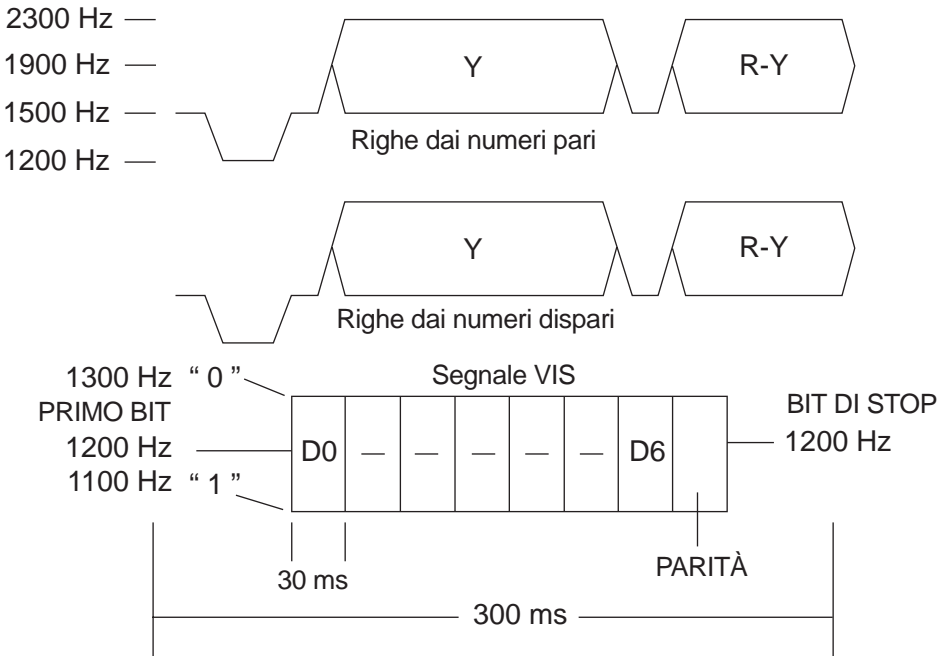 2300 Hz
1900 Hz
1500 Hz
1200 Hz
Y
R-Y
Righe dai numeri pari
Y
R-Y
Righe dai numeri dispari
Segnale VIS
1300 Hz “ 0 ”
PRIMO BIT
1200 Hz
1100 Hz “ 1 ”
D0 — — — — — D6
BIT DI STOP
1200 Hz
30 ms
PARITÀ
300 ms